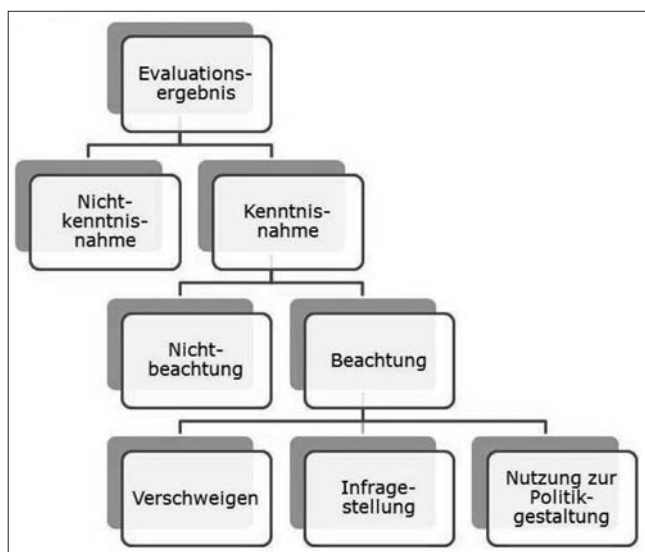 Evaluations-
ergebnis
Nicht-
kenntnis-
nahme
Kenntnis-
nahme
Nicht-
beachtung
Beachtung
Verschweigen
Infrage-
stellung
Nutzung zur
Politik-
gestaltung